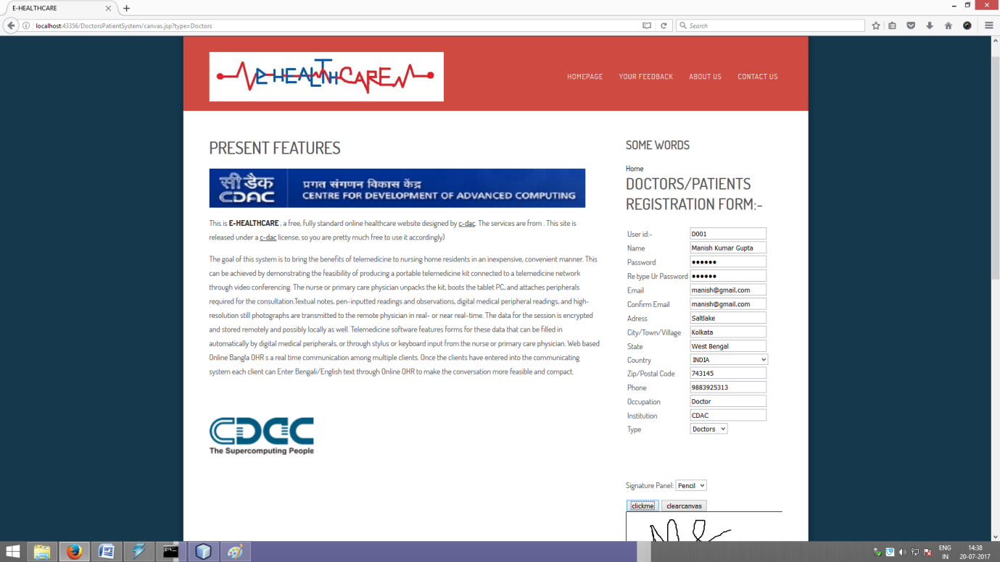 E-HEALTHCARE
localhost:43356/DoctorsPatientSystem/canvas.jsp?type=Doctors
Search
E-HEALTHCARE
HOMEPAGE YOUR FEEDBACK ABOUT US CONTACT US
PRESENT FEATURES
सी डैक
CDAC
प्रगत संगणन विकास केंद्र
CENTRE FOR DEVELOPMENT OF ADVANCED COMPUTING
This is E-HEALTHCARE , a free, fully standard online healthcare website designed by c-dac. The services are from . This site is
released under a c-dac license, so you are pretty much free to use it accordingly)
The goal of this system is to bring the benefits of telemedicine to nursing home residents in an inexpensive, convenient manner. This
can be achieved by demonstrating the feasibility of producing a portable telemedicine kit connected to a telemedicine network
through video conferencing. The nurse or primary care physician unpacks the kit, boots the tablet PC, and attaches peripherals
required for the consultation.Textual notes, pen-inputted readings and observations, digital medical peripheral readings, and high-
resolution still photographs are transmitted to the remote physician in real- or near real-time. The data for the session is encrypted
and stored remotely and possibly locally as well. Telemedicine software features forms for these data that can be filled in
automatically by digital medical peripherals, or through stylus or keyboard input from the nurse or primary care physician. Web based
Online Bangla OHR s a real time communication among multiple clients. Once the clients have entered into the communicating
system each client can Enter Bengali/English text through Online OHR to make the conversation more feasible and compact.
CDAC
The Supercomputing People
SOME WORDS
Home
DOCTORS/PATIENTS
REGISTRATION FORM:-
User id:- D001
Name Manish Kumar Gupta
Password ●●●●●●
Re type Ur Password ●●●●●●
Email manish@gmail.com
Confirm Email manish@gmail.com
Adress Saltlake
City/Town/Village Kolkata
State West Bengal
Country INDIA
Zip/Postal Code 743145
Phone 9883925313
Occupation Doctor
Institution CDAC
Type Doctors
Signature Panel: Pencil
clickme clearcanvas
ENG 14:38
IN 20-07-2017